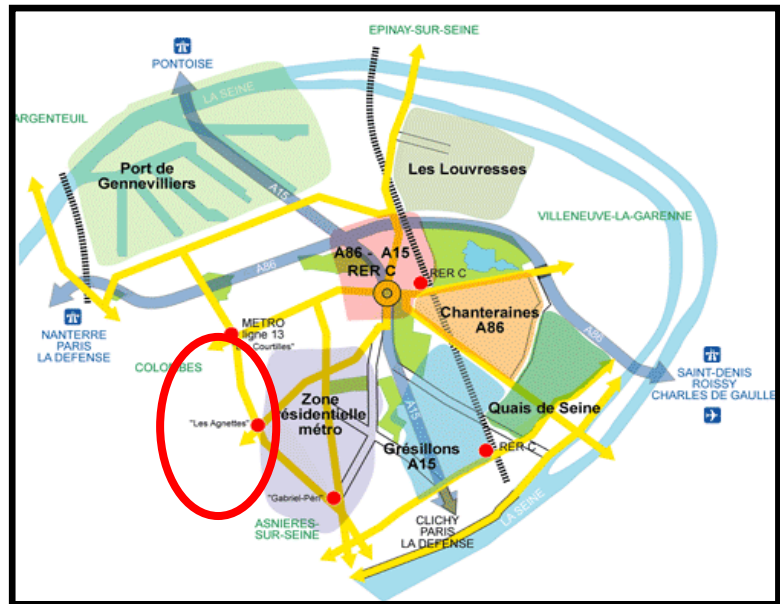 EPINAY-SUR-SEINE
PONTOISE
LA SEINE
ARGENTEUIL
Port de
Gennevilliers
Les Louvresses
A15
VILLENEUVE-LA-GARENNE
A86 - A15
RER C
A86
RER C
Chanteraines
A86
METRO
ligne 13
Courtilles"
NANTERRE
PARIS
LA DEFENSE
COLOMBES
A86
SAINT-DENIS
ROISSY
CHARLES DE GAULLE
Zone
résidentielle
métro
"Les Agnettes"
A15
Quais de Seine
Grésillons
A15
RER C
"Gabriel-Péri"
ASNIERES-
SUR-SEINE
CLICHY
PARIS
LA DEFENSE
LA SEINE